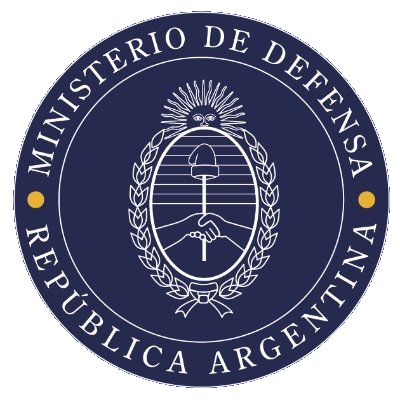 MINISTERIO DE DEFENSA
REPÚBLICA ARGENTINA